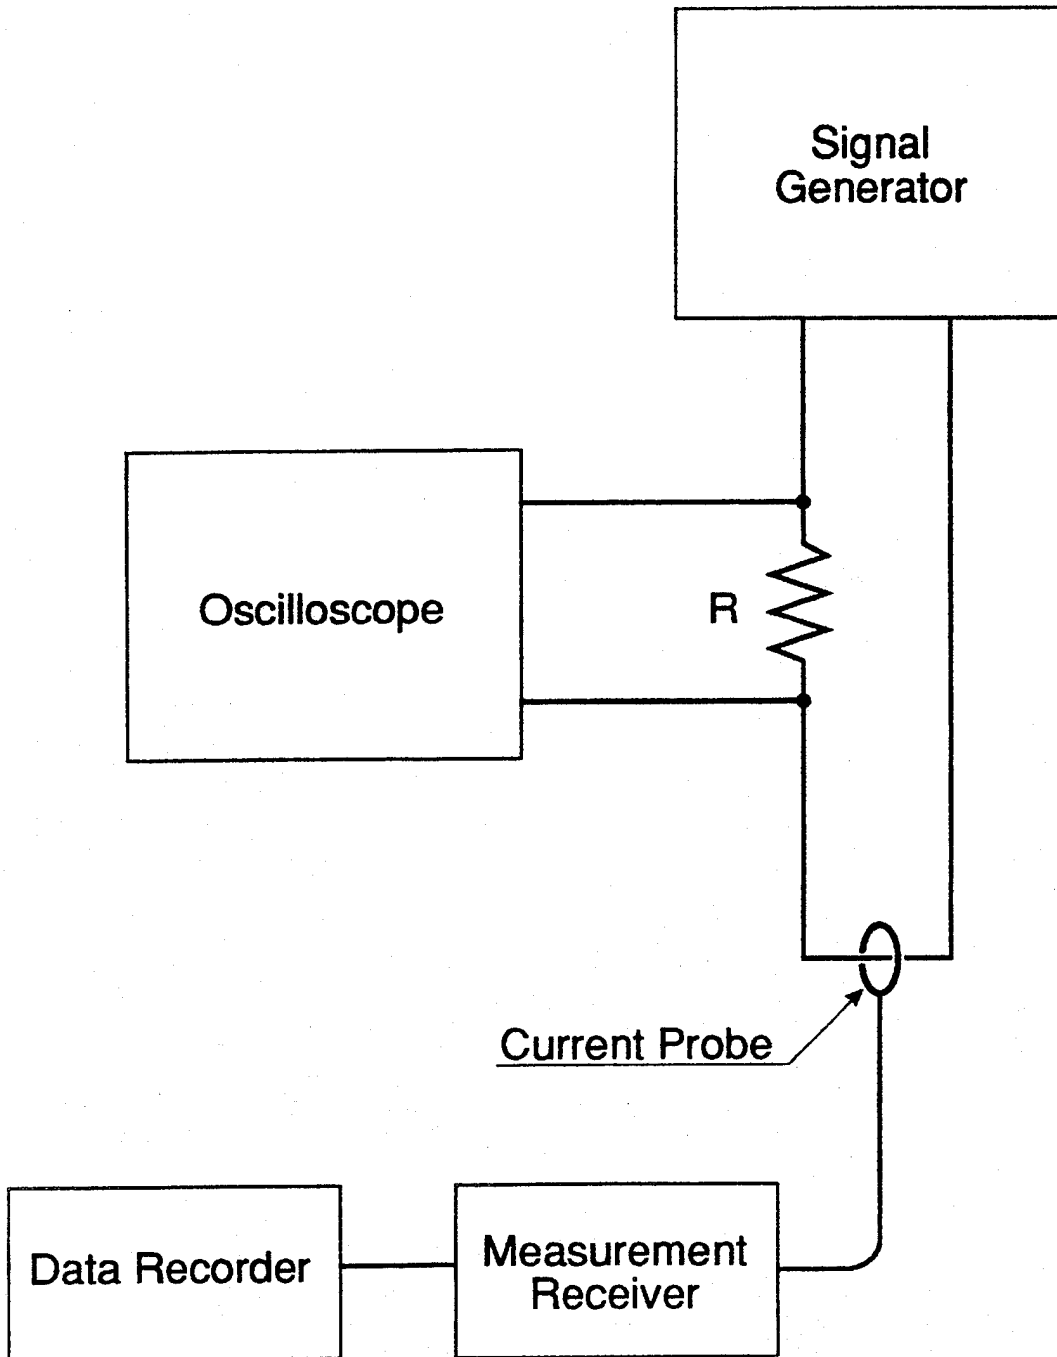 Signal
Generator
Oscilloscope
R
Current Probe
Data Recorder
Measurement
Receiver